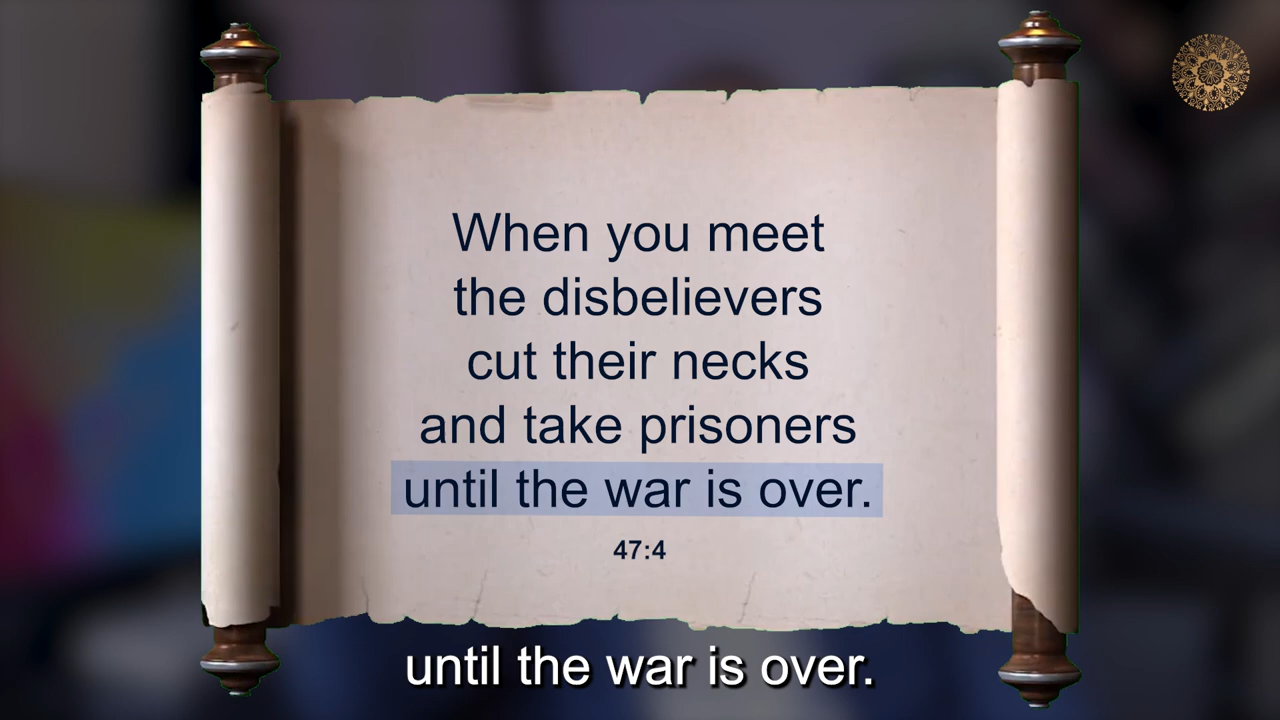 When you meet
the disbelievers
cut their necks
and take prisoners
until the war is over.
47:4
until the war is over.